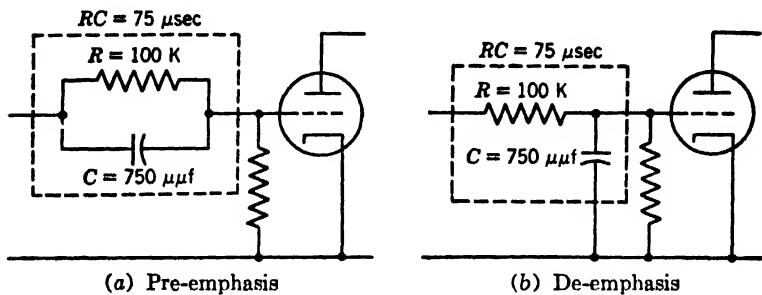 RC = 75 μsec
R = 100 K
C = 750 μμf
(a) Pre-emphasis
RC = 75 μsec
R = 100 K
C = 750 μμf
(b) De-emphasis